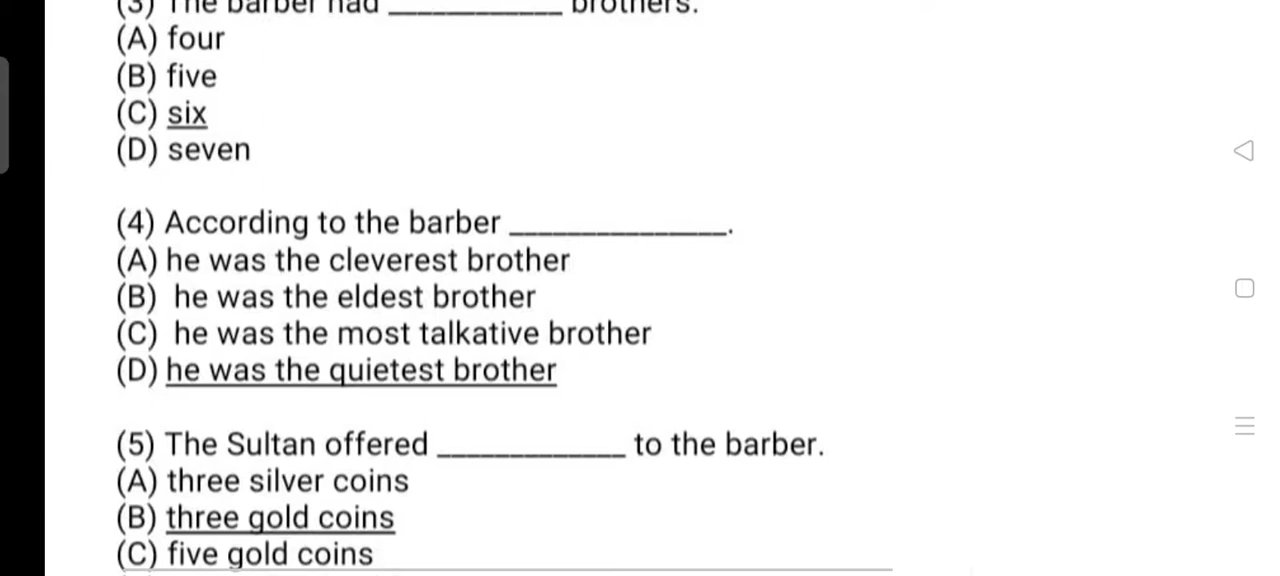 (3) The barber had ____________ brothers.
(A) four
(B) five
(C) six
(D) seven
(4) According to the barber _______________.
(A) he was the cleverest brother
(B) he was the eldest brother
(C) he was the most talkative brother
(D) he was the quietest brother
(5) The Sultan offered _____________ to the barber.
(A) three silver coins
(B) three gold coins
(C) five gold coins